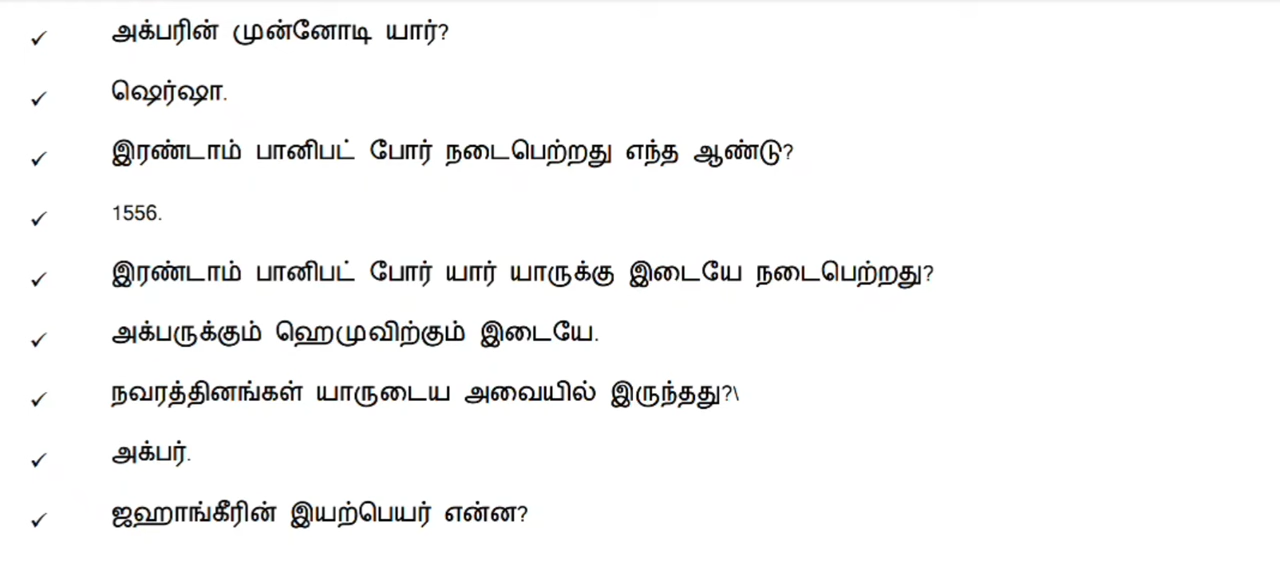 ✓ அக்பரின் முன்னோடி யார்?
✓ ஷெர்ஷா.
✓ இரண்டாம் பானிபட் போர் நடைபெற்றது எந்த ஆண்டு?
✓ 1556.
✓ இரண்டாம் பானிபட் போர் யார் யாருக்கு இடையே நடைபெற்றது?
✓ அக்பருக்கும் ஹெமுவிற்கும் இடையே.
✓ நவரத்தினங்கள் யாருடைய அவையில் இருந்தது?\
✓ அக்பர்.
✓ ஜஹாங்கீரின் இயற்பெயர் என்ன?